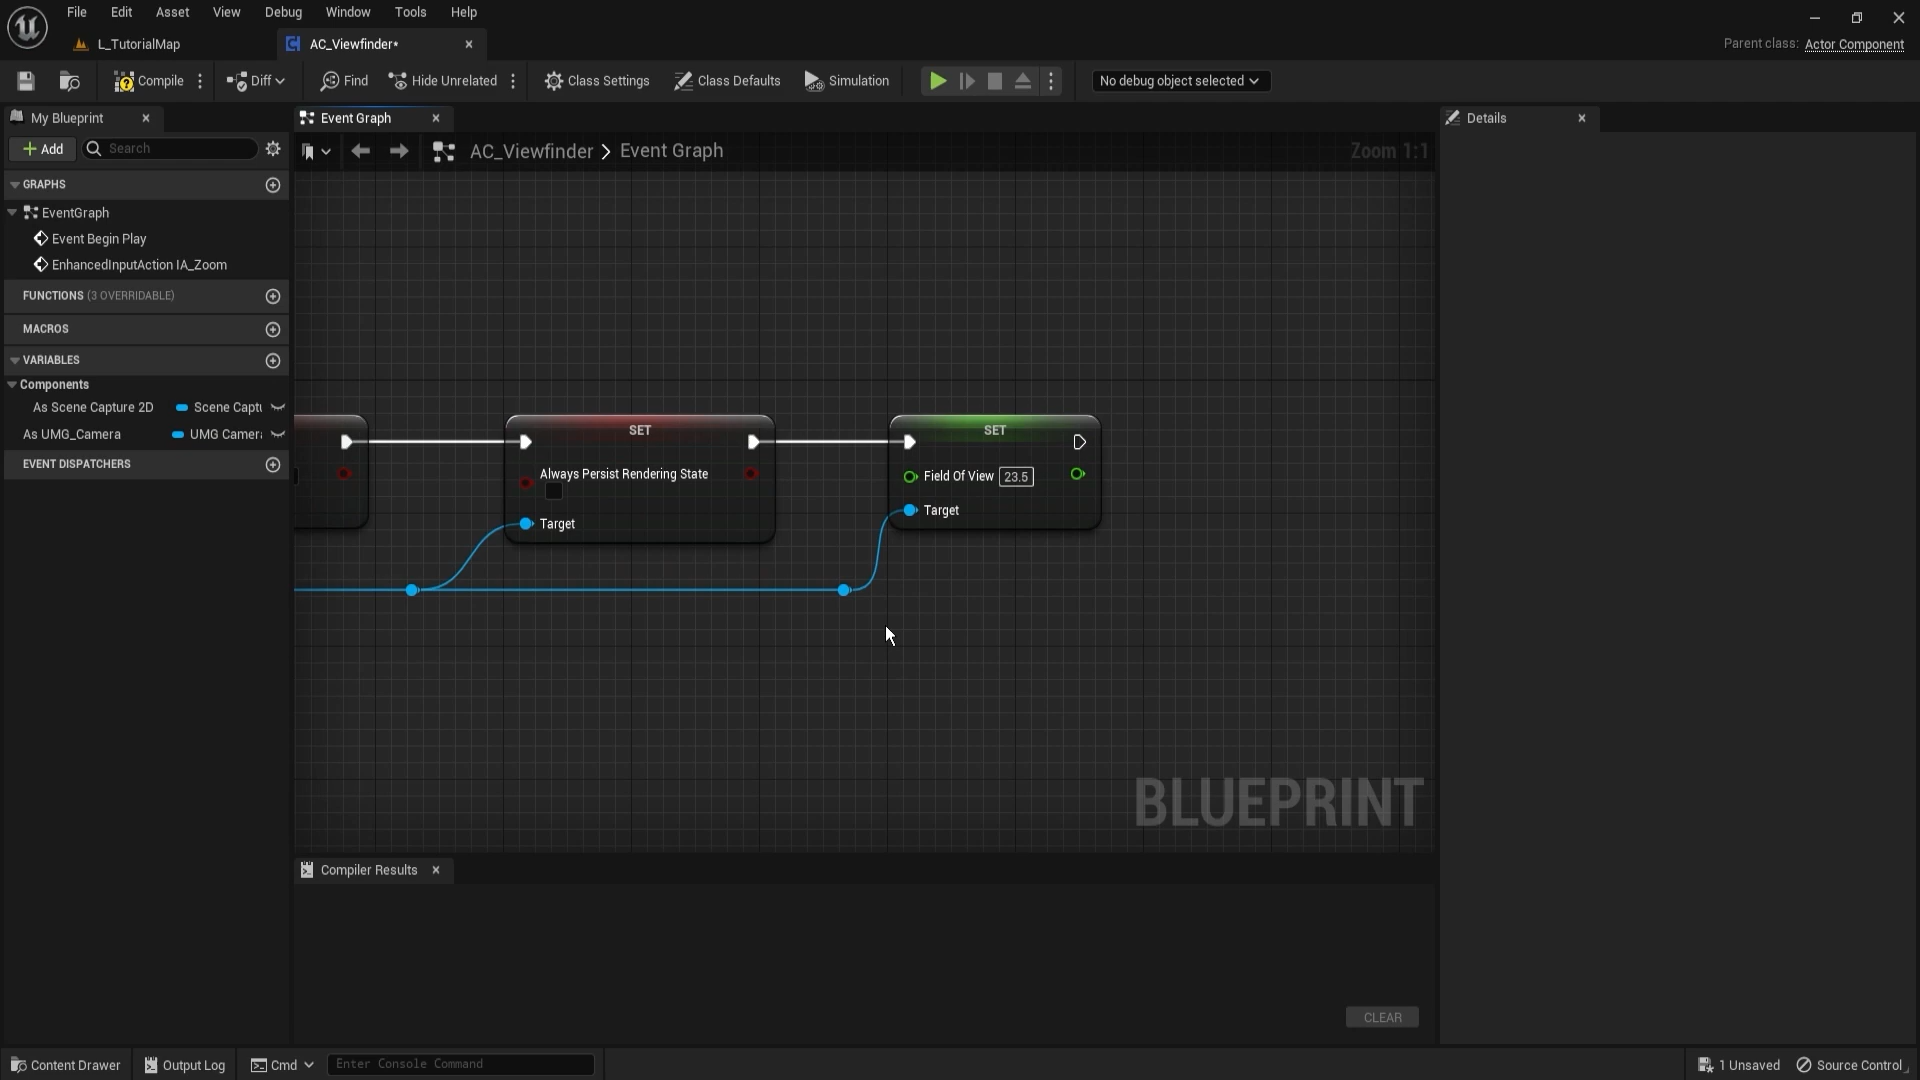 File Edit Asset View Debug Window Tools Help
L_TutorialMap
AC_Viewfinder*
Parent class: Actor Component
Compile
Diff
Find
Hide Unrelated
Class Settings
Class Defaults
Simulation
No debug object selected
My Blueprint
Event Graph
Details
Add
Search
AC_Viewfinder > Event Graph
Zoom 1:1
GRAPHS
EventGraph
Event Begin Play
EnhancedInputAction IA_Zoom
FUNCTIONS (3 OVERRIDABLE)
MACROS
VARIABLES
Components
As Scene Capture 2D Scene Captu
As UMG_Camera UMG Camera
EVENT DISPATCHERS
SET
Always Persist Rendering State
Target
SET
Field Of View 23.5
Target
BLUEPRINT
Compiler Results
CLEAR
Content Drawer
Output Log
Cmd
Enter Console Command
1 Unsaved
Source Control